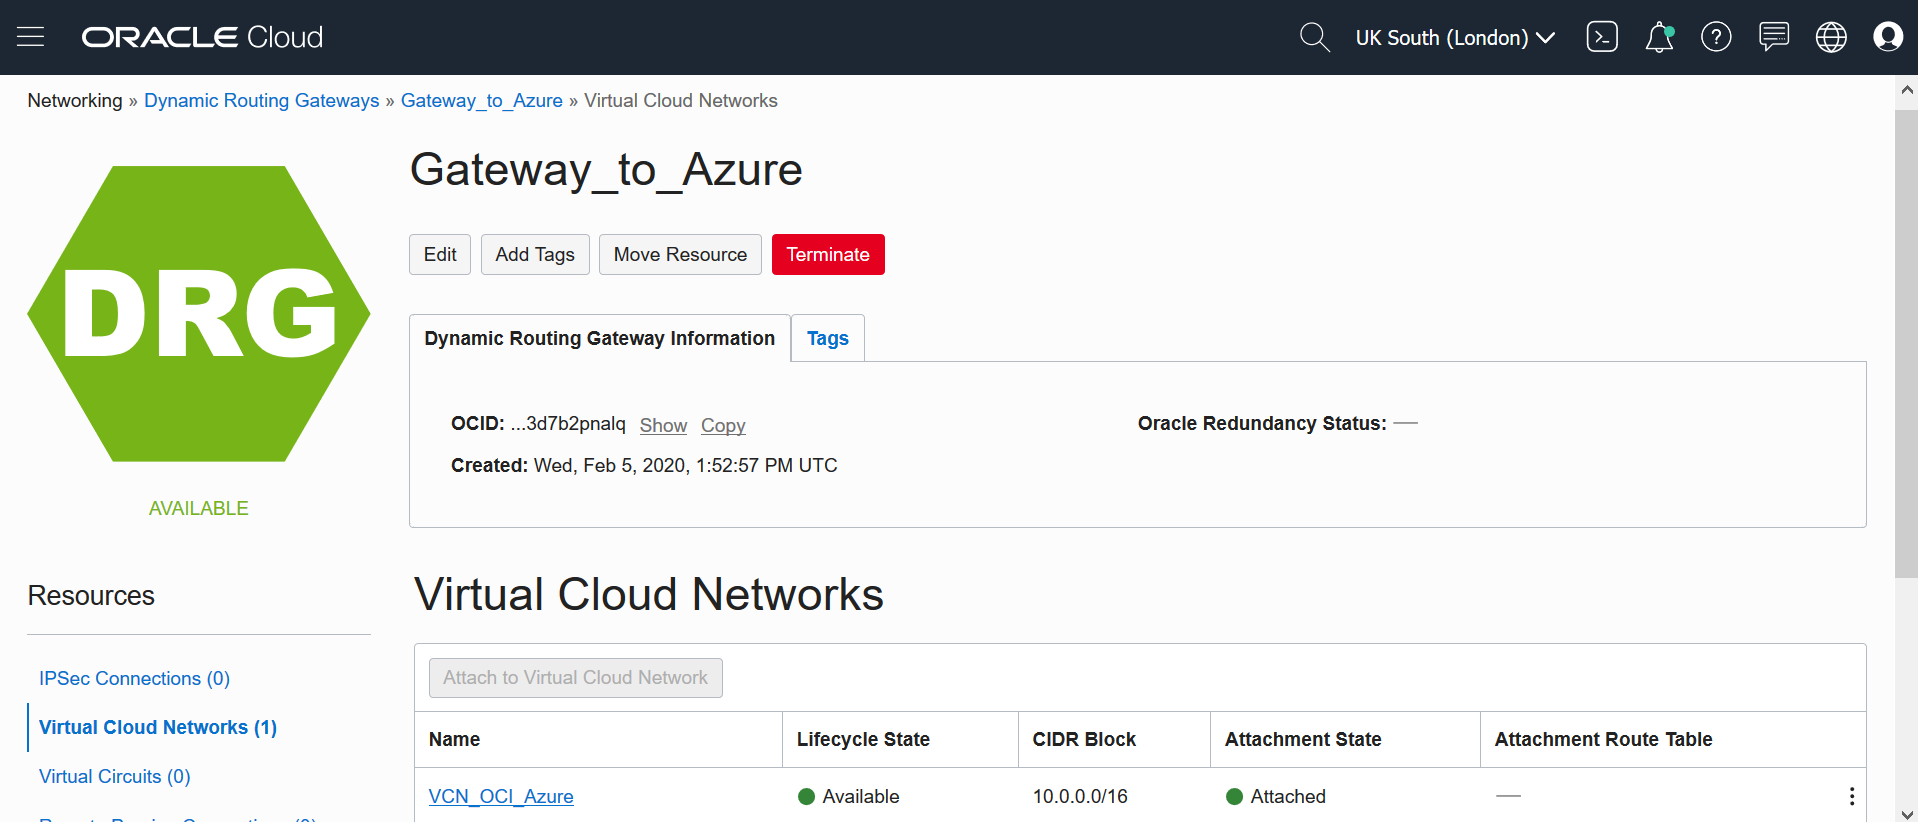 ORACLE Cloud
UK South (London)
Networking » Dynamic Routing Gateways » Gateway_to_Azure » Virtual Cloud Networks
DRG
AVAILABLE
Gateway_to_Azure
Edit Add Tags Move Resource Terminate
Dynamic Routing Gateway Information Tags
OCID: ...3d7b2pnalq Show Copy
Oracle Redundancy Status: —
Created: Wed, Feb 5, 2020, 1:52:57 PM UTC
Resources
IPSec Connections (0)
Virtual Cloud Networks (1)
Virtual Circuits (0)
Virtual Cloud Networks
Attach to Virtual Cloud Network
Name Lifecycle State CIDR Block Attachment State Attachment Route Table
VCN_OCI_Azure Available 10.0.0.0/16 Attached —